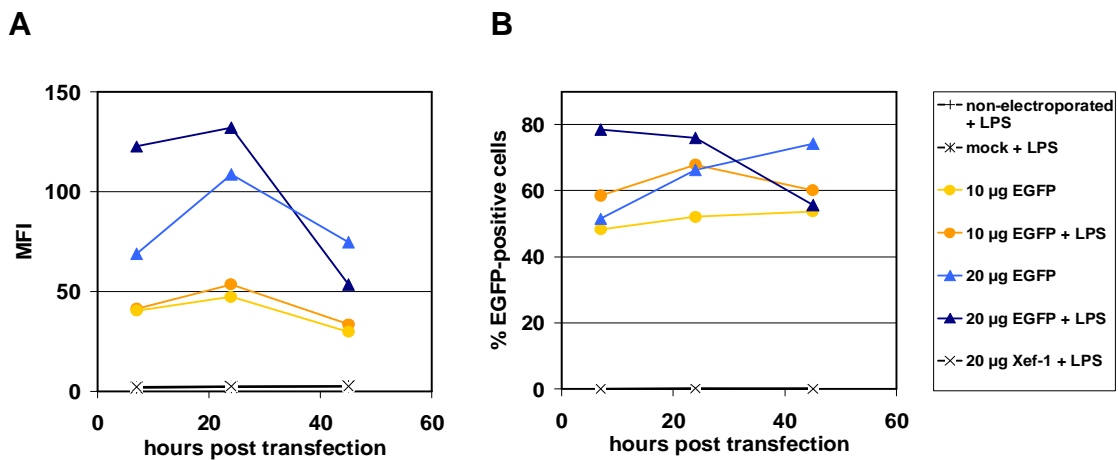 A
B
150
100
50
0
0
20
40
60
MFI
hours post transfection
80
60
40
20
0
0
20
40
60
% EGFP-positive cells
hours post transfection
non-electroporated
+ LPS
mock + LPS
10 µg EGFP
10 µg EGFP + LPS
20 µg EGFP
20 µg EGFP + LPS
20 µg Xef-1 + LPS